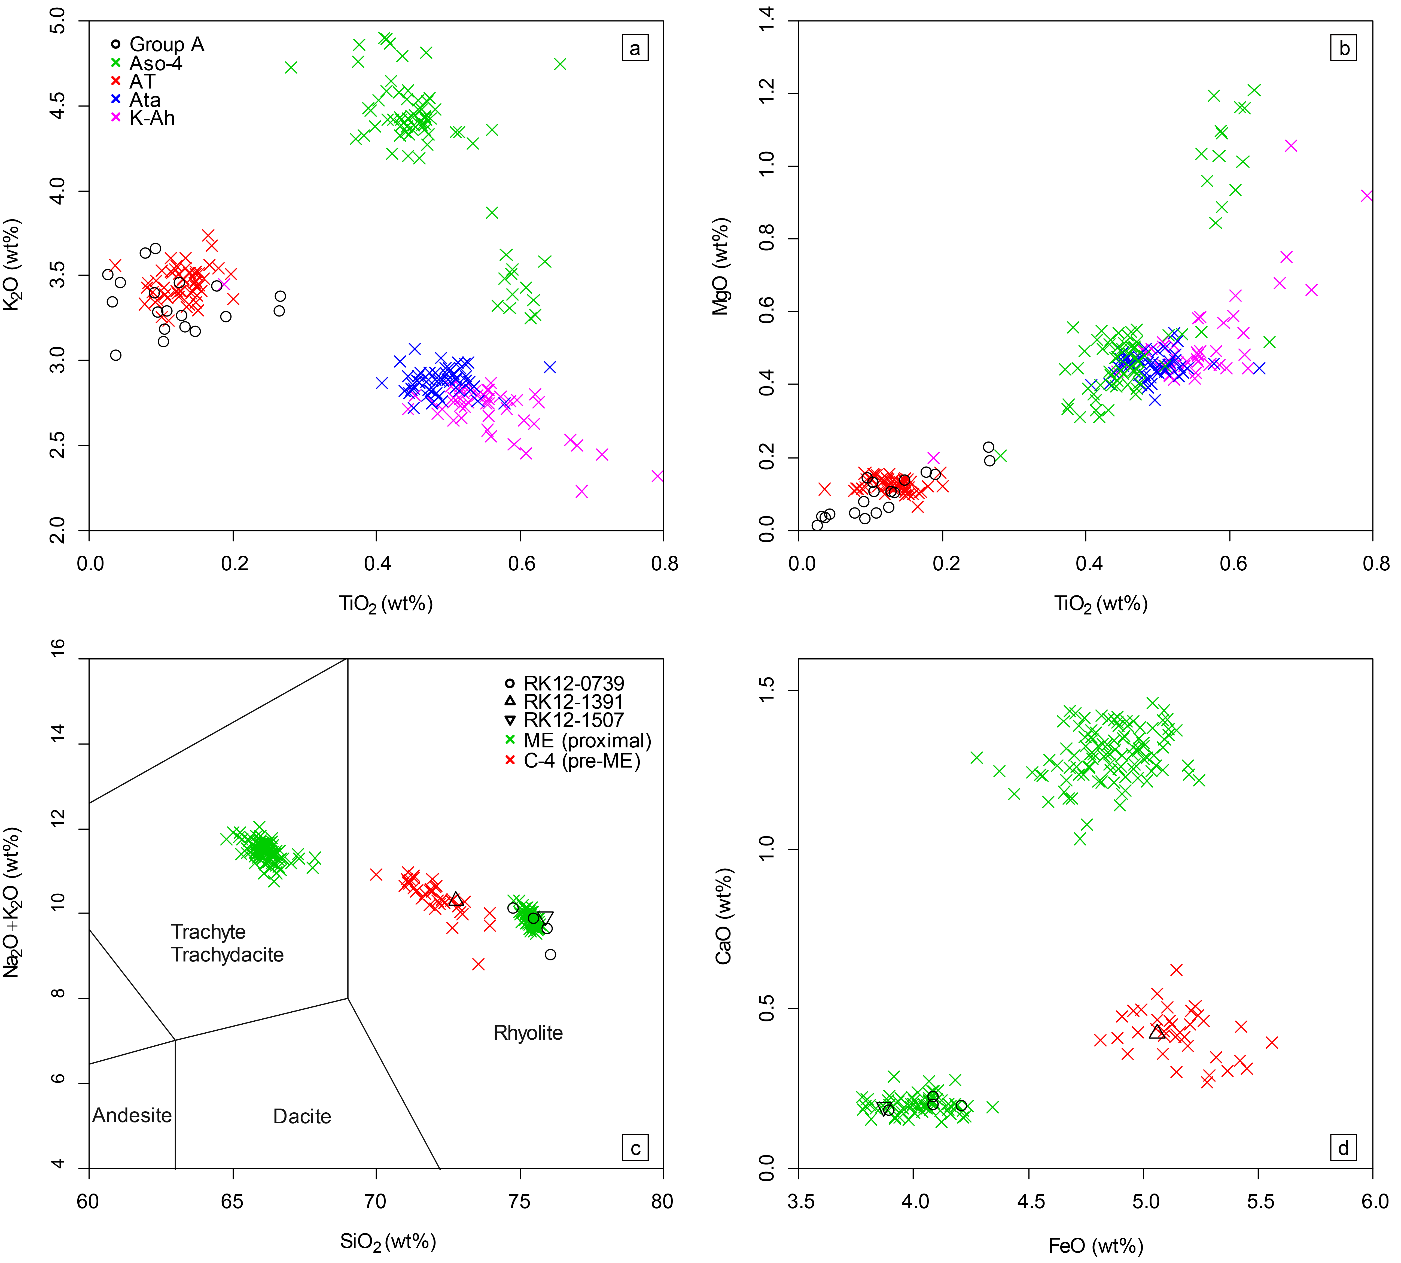 5.0
4.5
4.0
3.5
3.0
2.5
2.0
K2O (wt%)
Group A
Aso-4
AT
Ata
K-Ah
a
0.0 0.2 0.4 0.6 0.8
TiO2 (wt%)
1.4
1.2
1.0
0.8
0.6
0.4
0.2
0.0
MgO (wt%)
b
0.0 0.2 0.4 0.6 0.8
TiO2 (wt%)
16
14
12
10
8
6
4
Na2O+K2O (wt%)
RK12-0739
RK12-1391
RK12-1507
ME (proximal)
C-4 (pre-ME)
Trachyte
Trachydacite
Rhyolite
Andesite
Dacite
c
60 65 70 75 80
SiO2 (wt%)
1.5
1.0
0.5
0.0
CaO (wt%)
d
3.5 4.0 4.5 5.0 5.5 6.0
FeO (wt%)